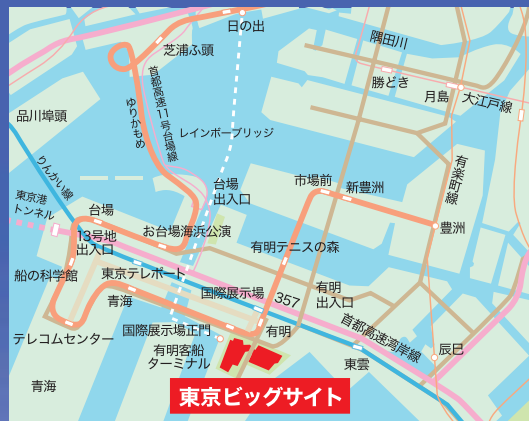 日の出
芝浦ふ頭
隅田川
勝どき
月島
大江戸線
首都高速11号台場線
ゆりかもめ
品川埠頭
レインボーブリッジ
りんかい線
有楽町線
台場
出入口
市場前
新豊洲
東京港
トンネル
台場
お台場海浜公演
豊洲
13号地
出入口
有明テニスの森
船の科学館
東京テレポート
青海
国際展示場
357
有明
出入口
首都高速湾岸線
テレコムセンター
国際展示場正門
有明
有明客船
ターミナル
東雲
辰巳
青海
東京ビッグサイト